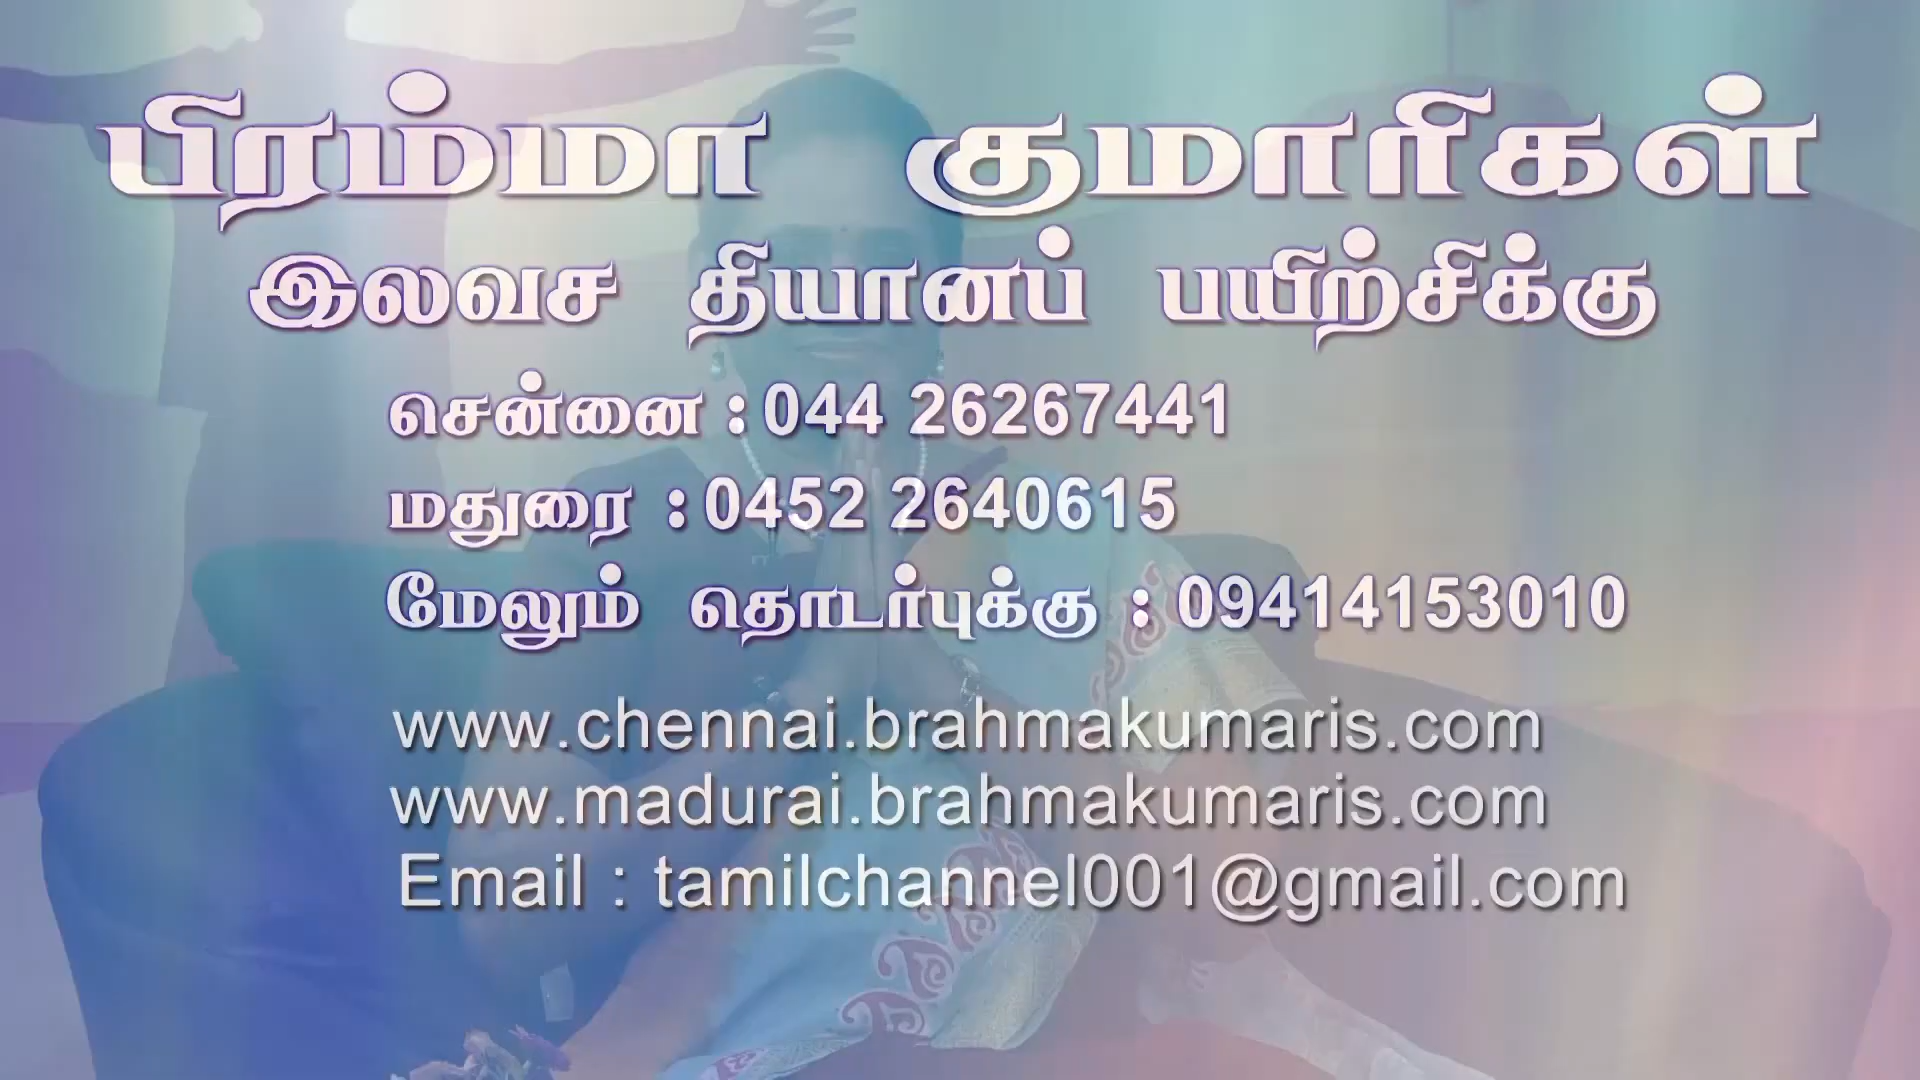 பிரம்மா குமாரிகள்
இலவச தியானப் பயிற்சிக்கு
சென்னை : 044 26267441
மதுரை : 0452 2640615
மேலும் தொடர்புக்கு : 09414153010
www.chennai.brahmakumaris.com
www.madurai.brahmakumaris.com
Email : tamilchannel001@gmail.com